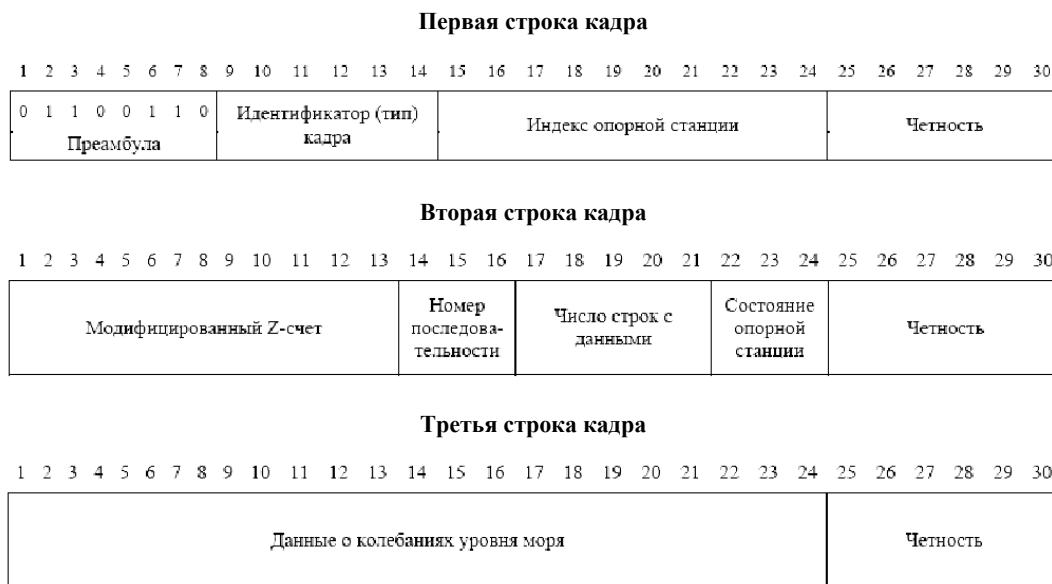 Первая строка кадра
1 2 3 4 5 6 7 8 9 10 11 12 13 14 15 16 17 18 19 20 21 22 23 24 25 26 27 28 29 30
0 1 1 0 0 1 1 0
Преамбула
Идентификатор (тип)
кадра
Индекс опорной станции
Четность
Вторая строка кадра
1 2 3 4 5 6 7 8 9 10 11 12 13 14 15 16 17 18 19 20 21 22 23 24 25 26 27 28 29 30
Модифицированный Z-счет
Номер
последова-
тельности
Число строк с
данными
Состояние
опорной
станции
Четность
Третья строка кадра
1 2 3 4 5 6 7 8 9 10 11 12 13 14 15 16 17 18 19 20 21 22 23 24 25 26 27 28 29 30
Данные о колебаниях уровня моря
Четность